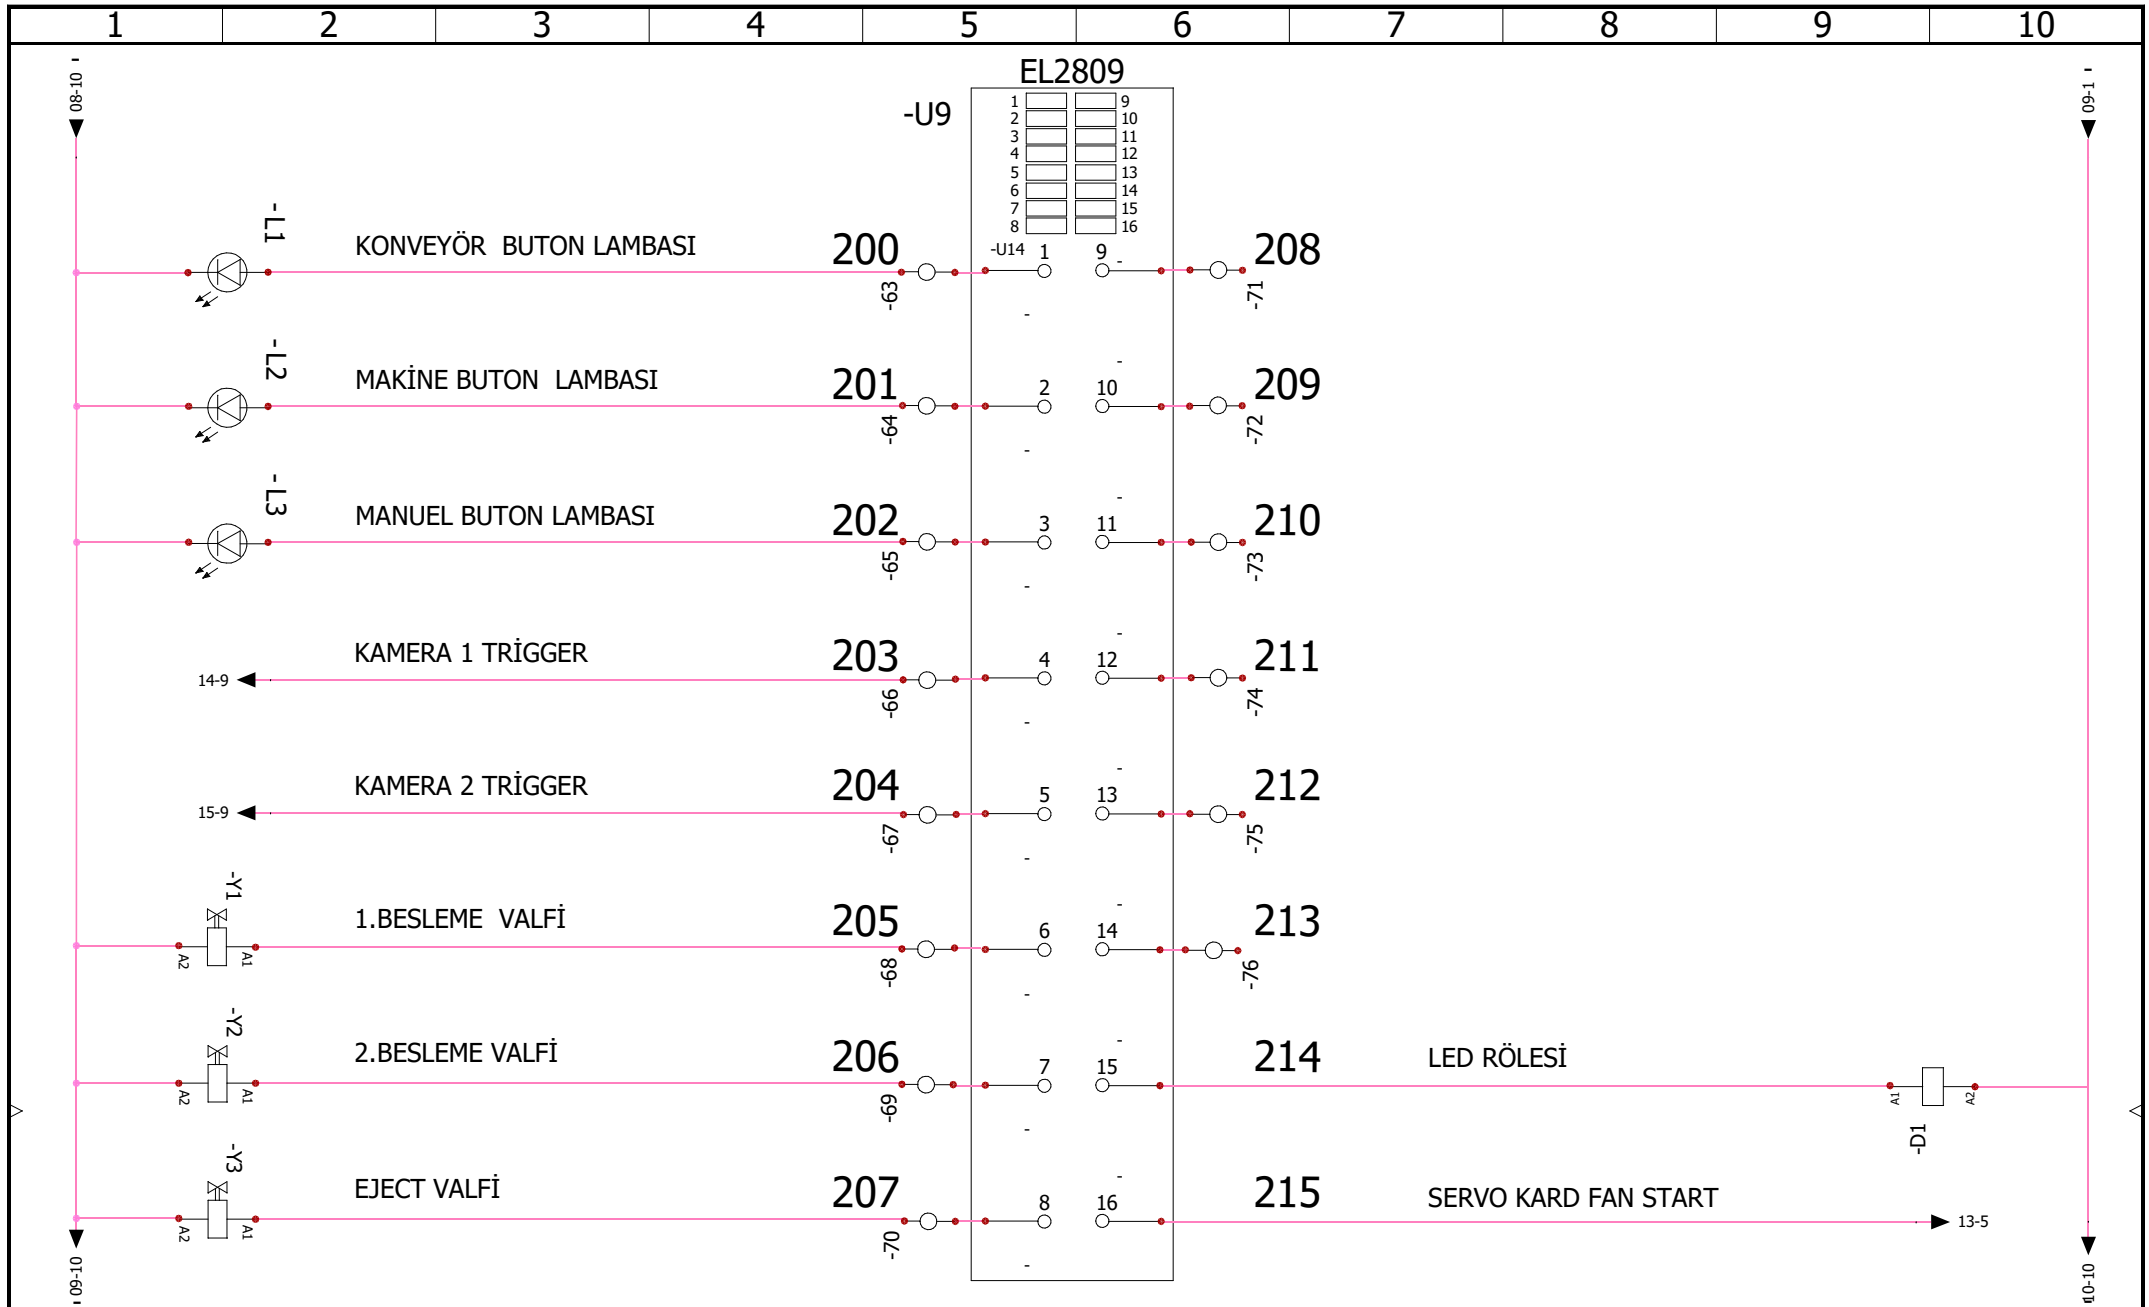 1 2 3 4 5 6 7 8 9 10
08-10 -
EL2809
09-1 -
-U9
1 9
2 10
3 11
4 12
5 13
6 14
7 15
8 16
-L1 KONVEYÖR BUTON LAMBASI 200 -63 -U14 1 9 - 208 -71
-
-L2 MAKİNE BUTON LAMBASI 201 -64 2 10 - 209 -72
-
-L3 MANUEL BUTON LAMBASI 202 -65 3 11 - 210 -73
-
14-9 KAMERA 1 TRİGGER 203 -66 4 12 - 211 -74
-
15-9 KAMERA 2 TRİGGER 204 -67 5 13 - 212 -75
-
-Y1 A2 A1 1.BESLEME VALFİ 205 -68 6 14 - 213 -76
-
-Y2 A2 A1 2.BESLEME VALFİ 206 -69 7 15 - 214 LED RÖLESİ A1 A2 -D1
-
-Y3 A2 A1 EJECT VALFİ 207 -70 8 16 - 215 SERVO KARD FAN START 13-5
-
09-10
10-10